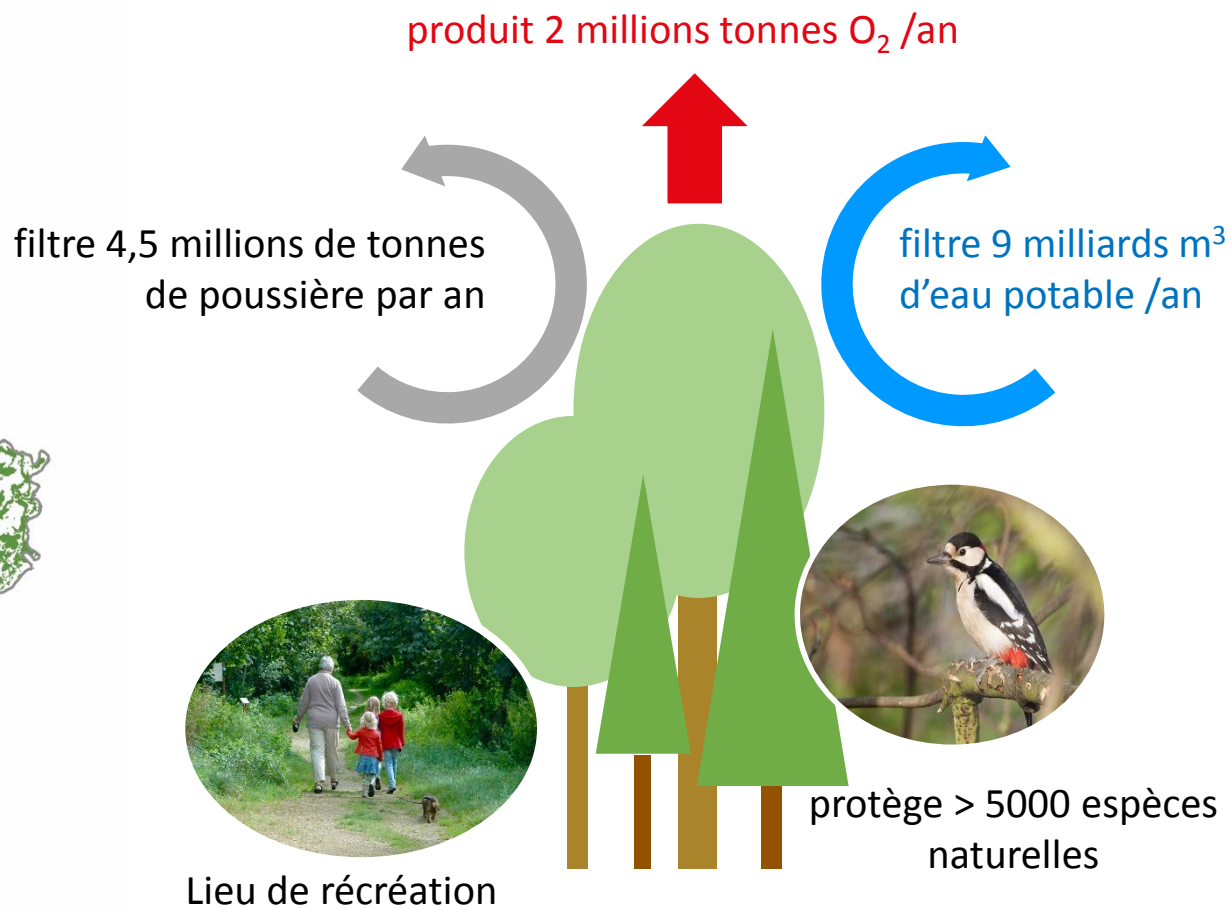 produit 2 millions tonnes O₂ /an
filtre 4,5 millions de tonnes
de poussière par an
filtre 9 milliards m³
d'eau potable /an
protège > 5000 espèces
naturelles
Lieu de récréation